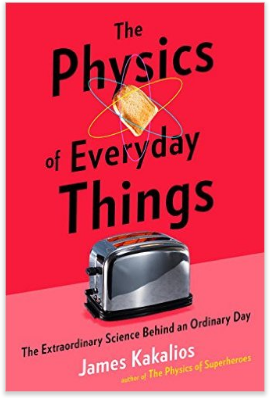 The
Physics
of Everyday
Things
The Extraordinary Science Behind an Ordinary Day
James Kakalios
author of The Physics of Superheroes